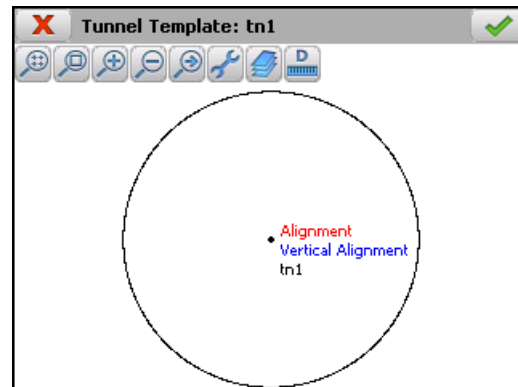 Tunnel Template: tn1
D
Alignment
Vertical Alignment
tn1